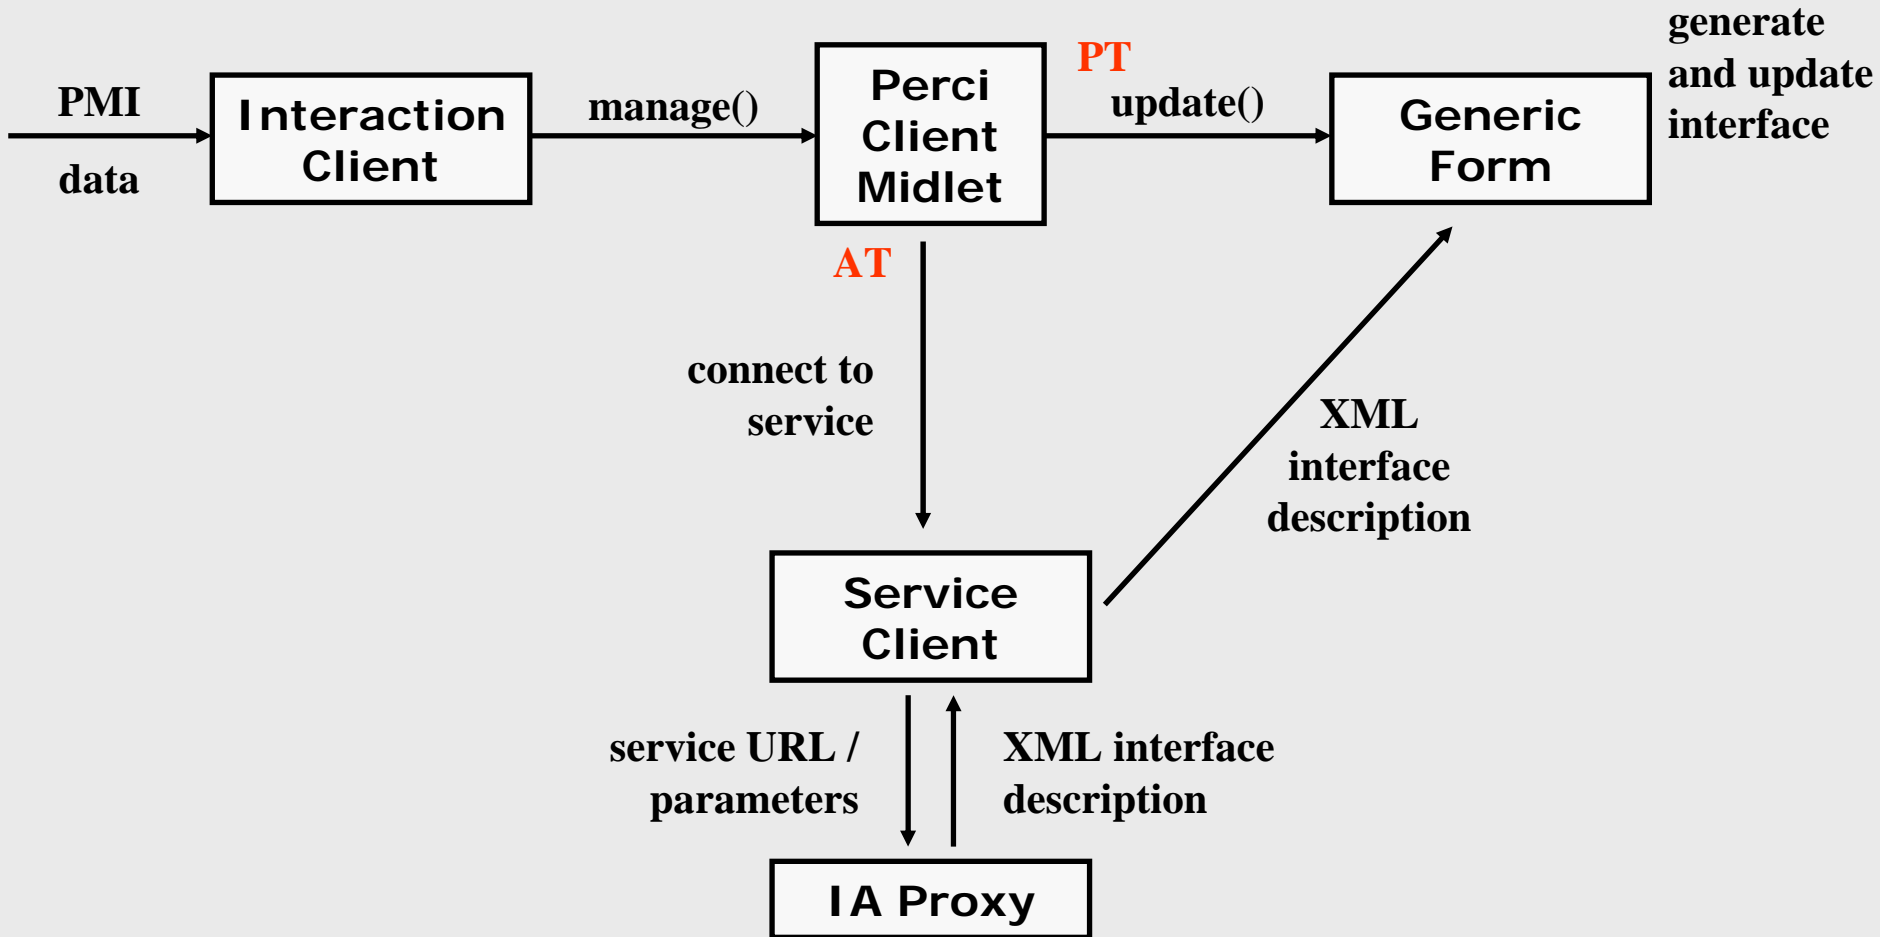 PMI
data
Interaction
Client
manage()
Perci
Client
Midlet
PT
update()
Generic
Form
generate
and update
interface
AT
connect to
service
XML
interface
description
Service
Client
service URL /
parameters
XML interface
description
IA Proxy